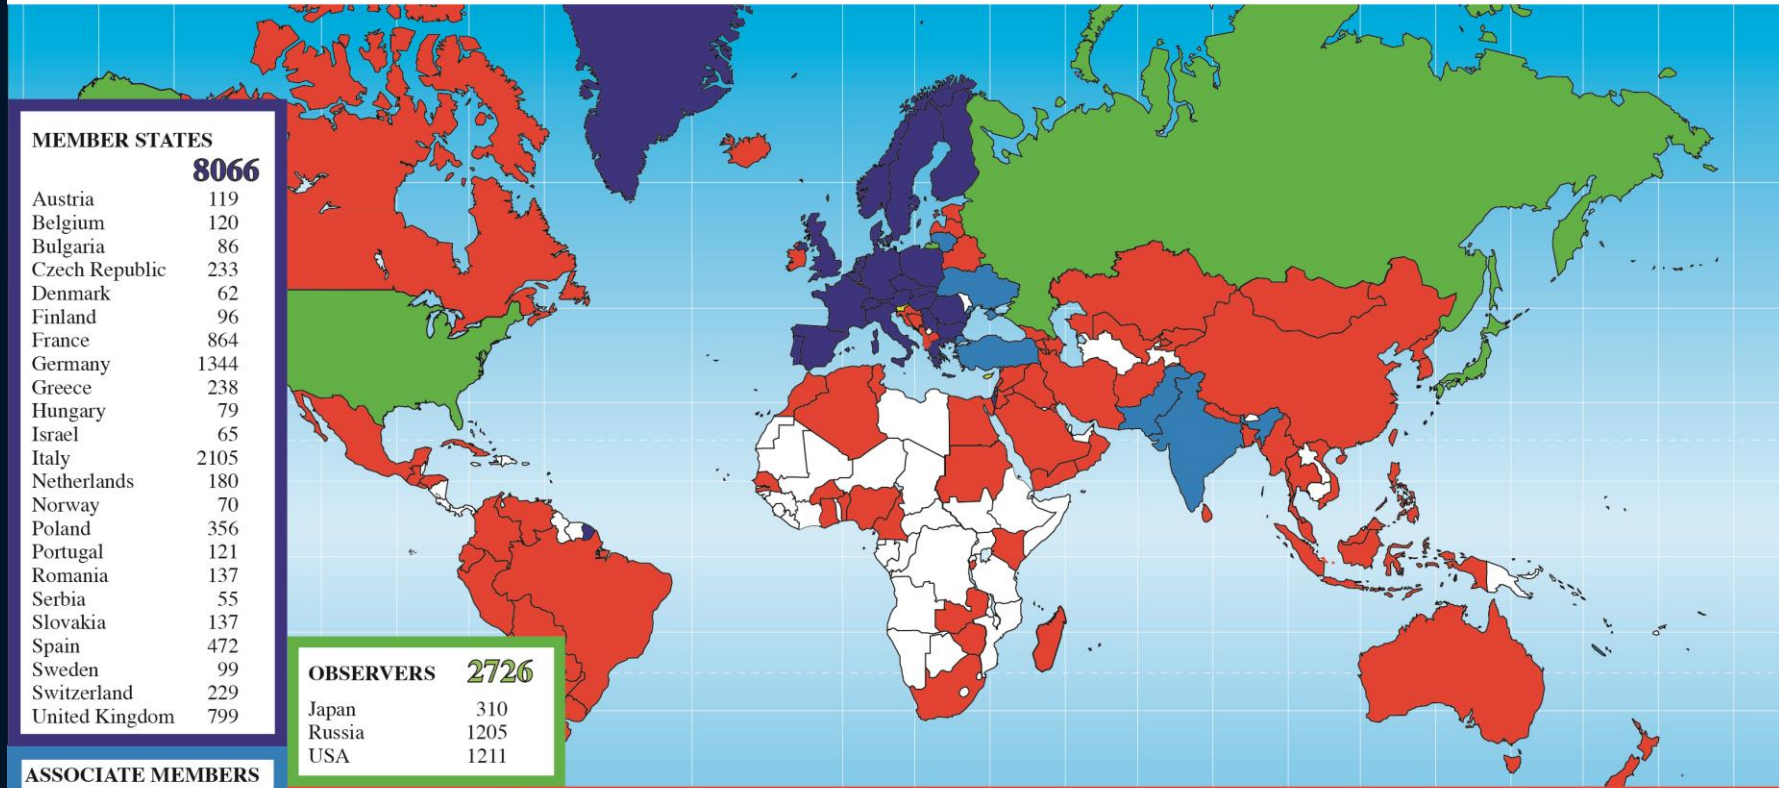 MEMBER STATES
8066
Austria 119
Belgium 120
Bulgaria 86
Czech Republic 233
Denmark 62
Finland 96
France 864
Germany 1344
Greece 238
Hungary 79
Israel 65
Italy 2105
Netherlands 180
Norway 70
Poland 356
Portugal 121
Romania 137
Serbia 55
Slovakia 137
Spain 472
Sweden 99
Switzerland 229
United Kingdom 799
ASSOCIATE MEMBERS
OBSERVERS 2726
Japan 310
Russia 1205
USA 1211